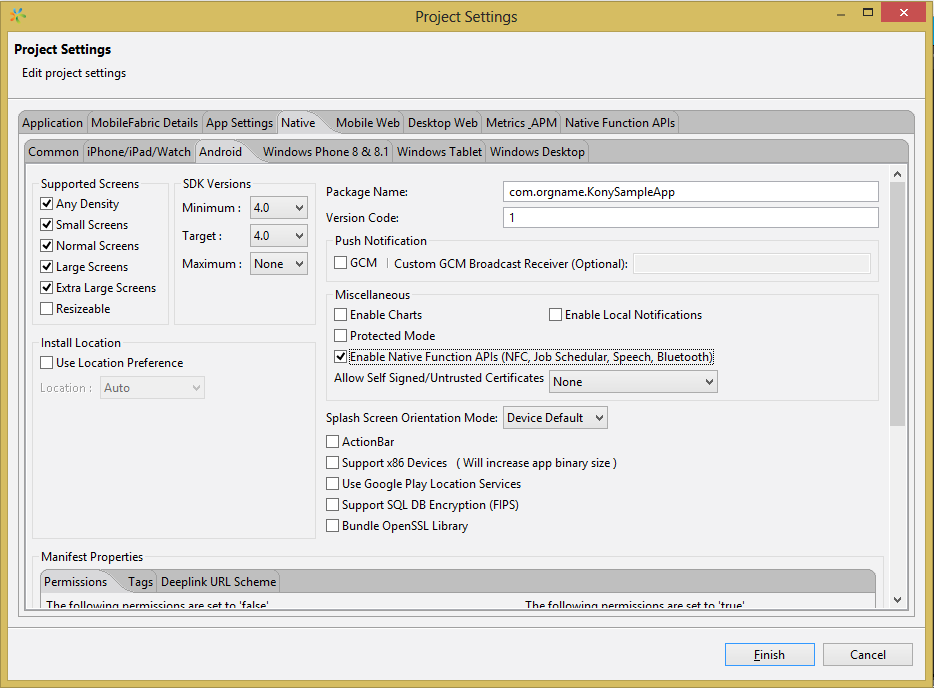 Project Settings
Project Settings
Edit project settings
Application MobileFabric Details App Settings Native Mobile Web Desktop Web Metrics_APM Native Function APIs
Common iPhone/iPad/Watch Android Windows Phone 8 & 8.1 Windows Tablet Windows Desktop
Supported Screens
Any Density
Small Screens
Normal Screens
Large Screens
Extra Large Screens
Resizeable
SDK Versions
Minimum : 4.0
Target : 4.0
Maximum : None
Install Location
Use Location Preference
Location : Auto
Package Name: com.orgname.KonySampleApp
Version Code: 1
Push Notification
GCM Custom GCM Broadcast Receiver (Optional):
Miscellaneous
Enable Charts Enable Local Notifications
Protected Mode
Enable Native Function APIs (NFC, Job Schedular, Speech, Bluetooth)
Allow Self Signed/Untrusted Certificates None
Splash Screen Orientation Mode: Device Default
ActionBar
Support x86 Devices ( Will increase app binary size )
Use Google Play Location Services
Support SQL DB Encryption (FIPS)
Bundle OpenSSL Library
Manifest Properties
Permissions Tags Deeplink URL Scheme
The following permissions are set to 'false' The following permissions are set to 'true'
Finish Cancel